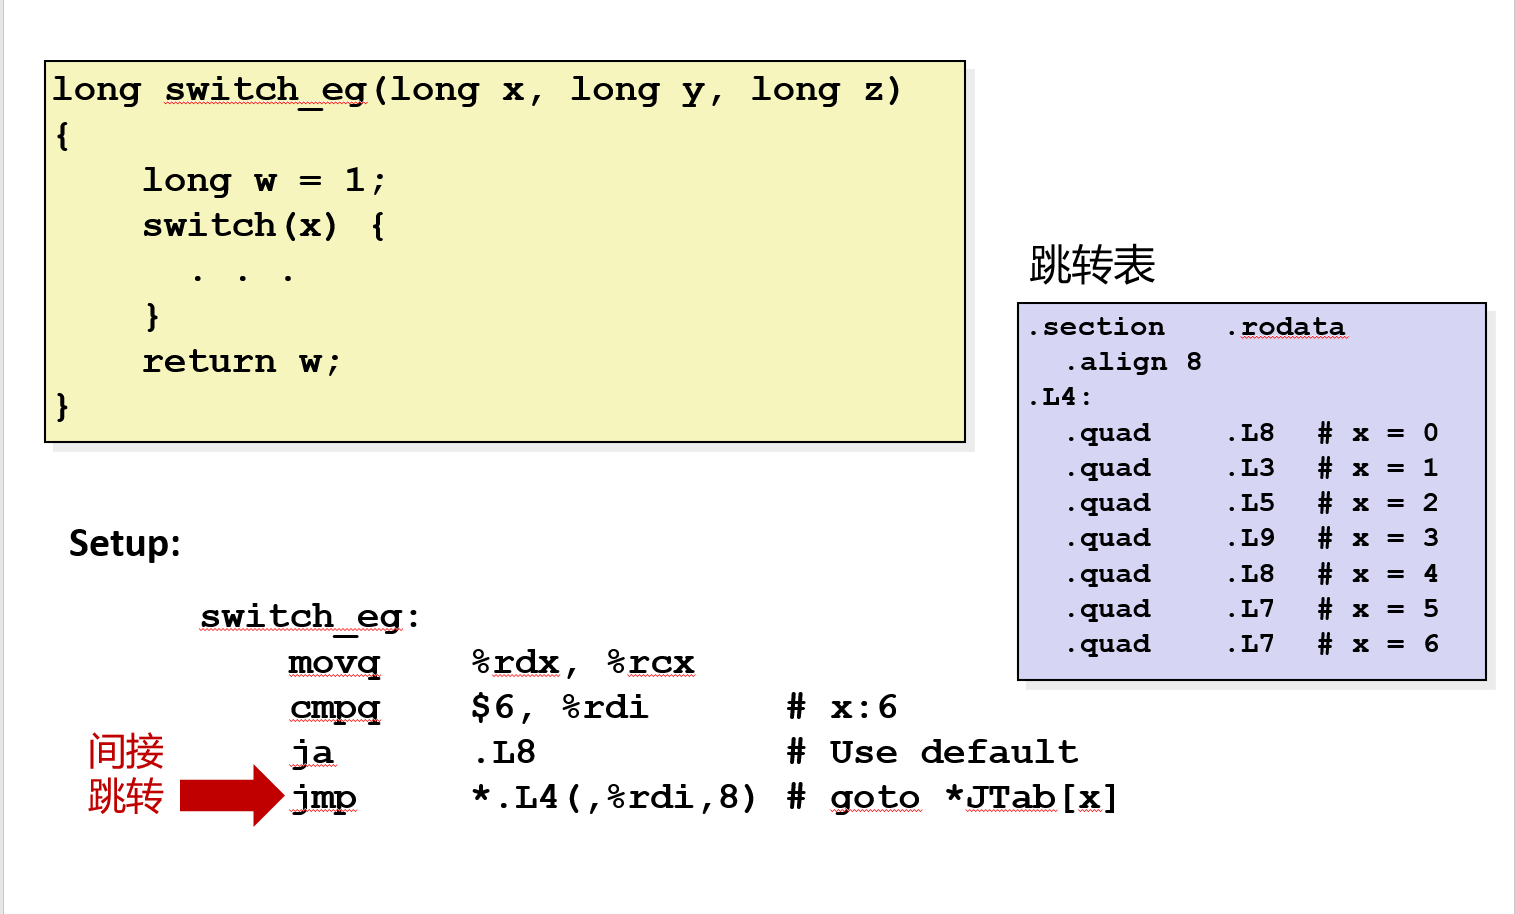 long switch_eg(long x, long y, long z)
{
    long w = 1;
    switch(x) {
      . . .
    }
    return w;
}
跳转表
.section    .rodata
  .align 8
.L4:
  .quad     .L8   # x = 0
  .quad     .L3   # x = 1
  .quad     .L5   # x = 2
  .quad     .L9   # x = 3
  .quad     .L8   # x = 4
  .quad     .L7   # x = 5
  .quad     .L7   # x = 6
Setup:
switch_eg:
    movq    %rdx, %rcx
    cmpq    $6, %rdi      # x:6
    ja      .L8           # Use default
    jmp     *.L4(,%rdi,8) # goto *JTab[x]
间接
跳转